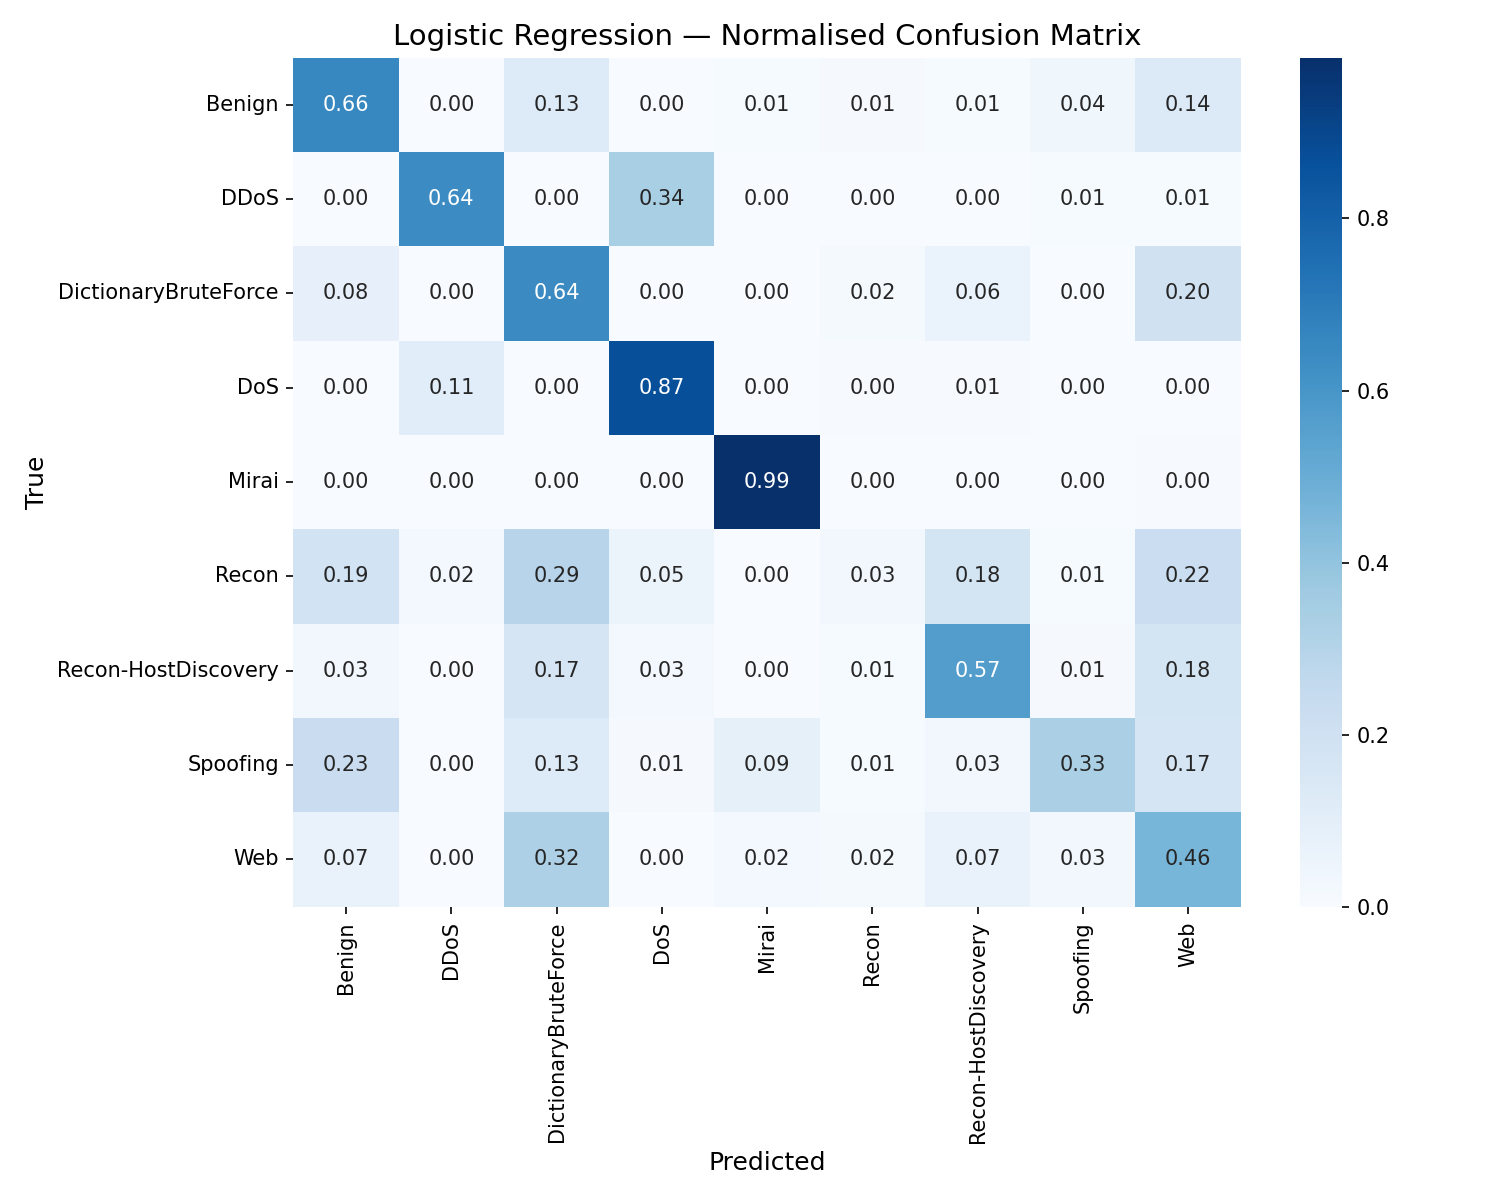 Logistic Regression — Normalised Confusion Matrix
Benign 0.66 0.00 0.13 0.00 0.01 0.01 0.01 0.04 0.14
DDoS 0.00 0.64 0.00 0.34 0.00 0.00 0.00 0.01 0.01
DictionaryBruteForce 0.08 0.00 0.64 0.00 0.00 0.02 0.06 0.00 0.20
DoS 0.00 0.11 0.00 0.87 0.00 0.00 0.01 0.00 0.00
Mirai 0.00 0.00 0.00 0.00 0.99 0.00 0.00 0.00 0.00
Recon 0.19 0.02 0.29 0.05 0.00 0.03 0.18 0.01 0.22
Recon-HostDiscovery 0.03 0.00 0.17 0.03 0.00 0.01 0.57 0.01 0.18
Spoofing 0.23 0.00 0.13 0.01 0.09 0.01 0.03 0.33 0.17
Web 0.07 0.00 0.32 0.00 0.02 0.02 0.07 0.03 0.46
True
Benign DDoS DictionaryBruteForce DoS Mirai Recon Recon-HostDiscovery Spoofing Web
Predicted
0.8
0.6
0.4
0.2
0.0